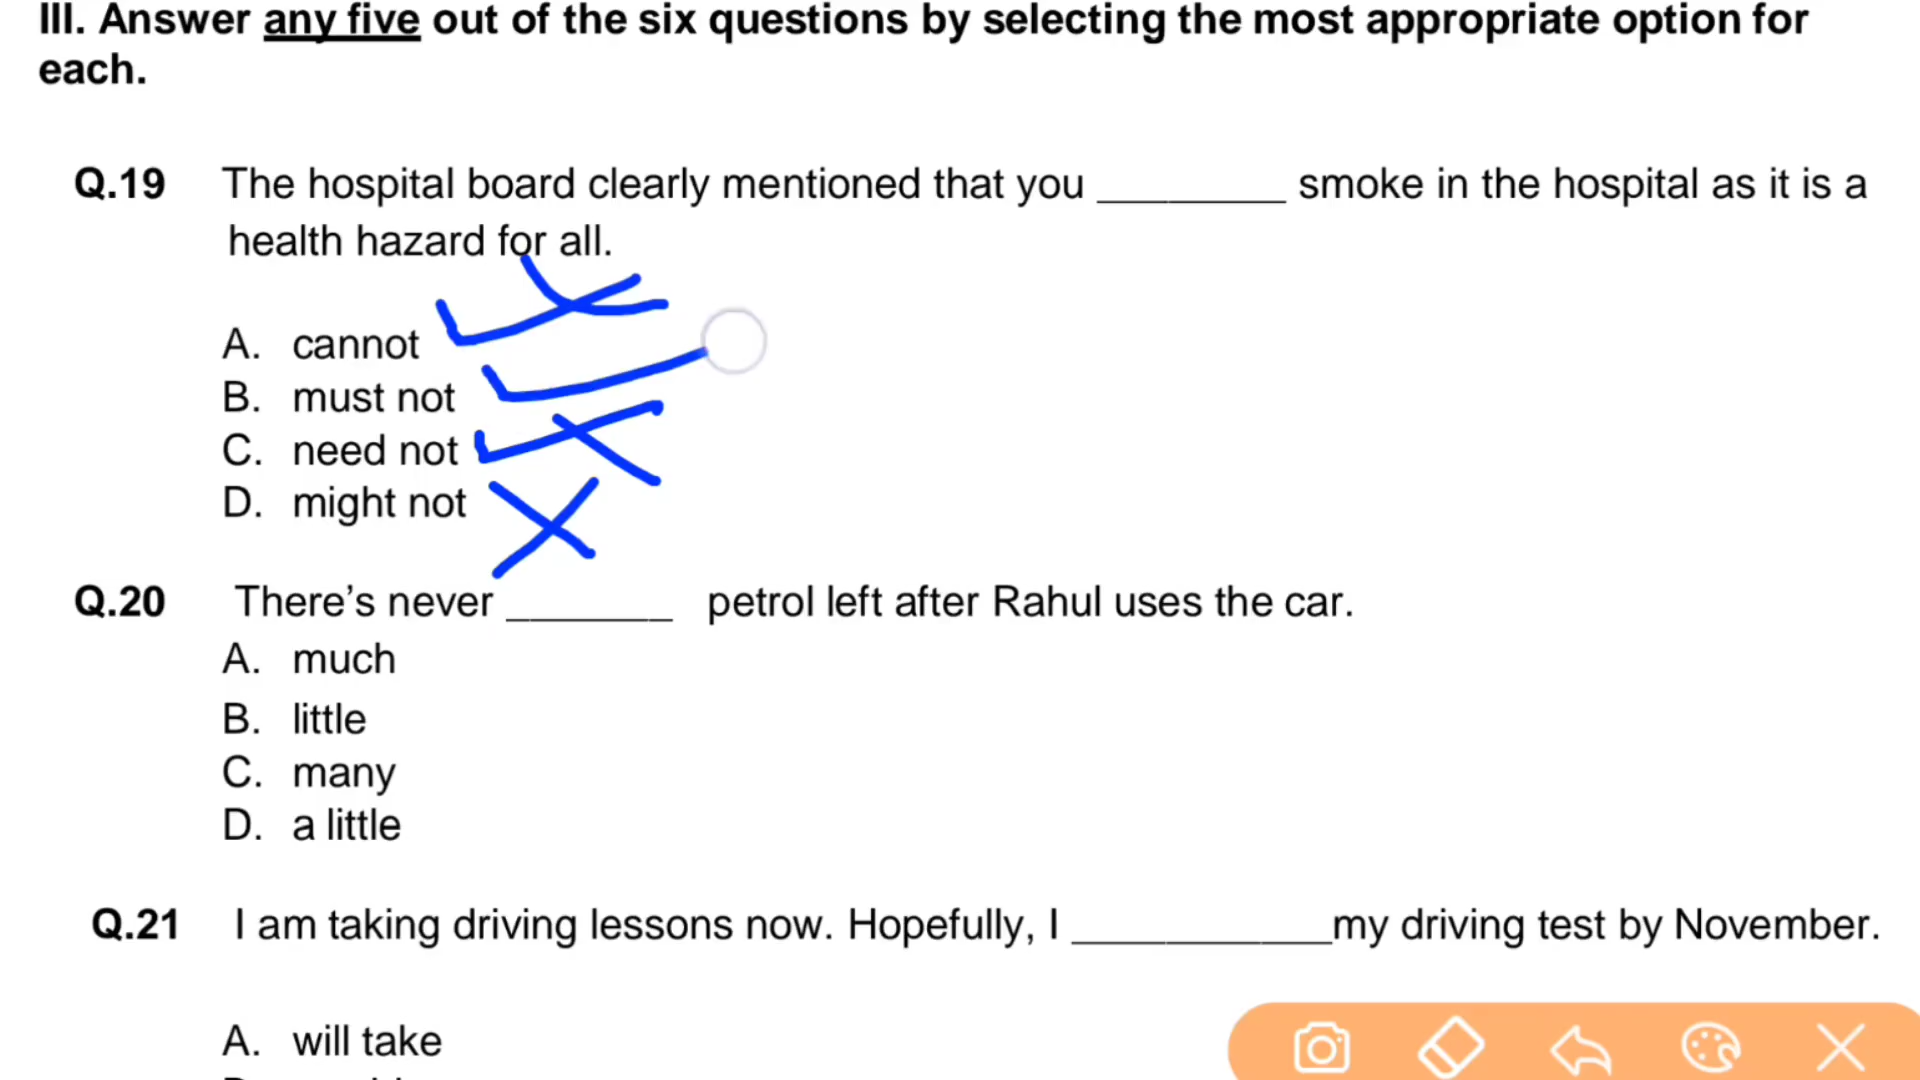 III. Answer any five out of the six questions by selecting the most appropriate option for
each.
Q.19 The hospital board clearly mentioned that you ________ smoke in the hospital as it is a
health hazard for all.
A. cannot
B. must not
C. need not
D. might not
Q.20 There’s never _______ petrol left after Rahul uses the car.
A. much
B. little
C. many
D. a little
Q.21 I am taking driving lessons now. Hopefully, I ___________my driving test by November.
A. will take